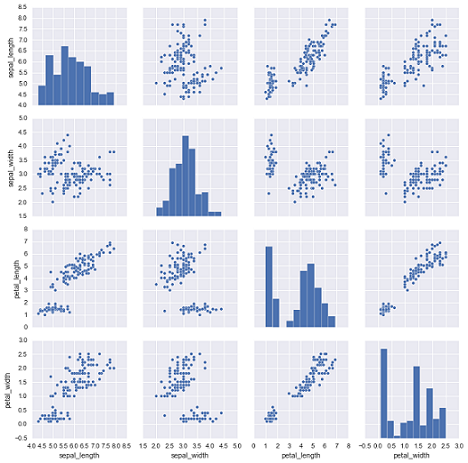 8.5
8.0
7.5
7.0
6.5
6.0
5.5
5.0
4.5
4.0
sepal_length
5.0
4.5
4.0
3.5
3.0
2.5
2.0
1.5
sepal_width
8
7
6
5
4
3
2
1
0
petal_length
3.0
2.5
2.0
1.5
1.0
0.5
0.0
−0.5
petal_width
4.0 4.5 5.0 5.5 6.0 6.5 7.0 7.5 8.0 8.5
sepal_length
1.5 2.0 2.5 3.0 3.5 4.0 4.5 5.0
sepal_width
0 1 2 3 4 5 6 7 8
petal_length
−0.5 0.0 0.5 1.0 1.5 2.0 2.5 3.0
petal_width